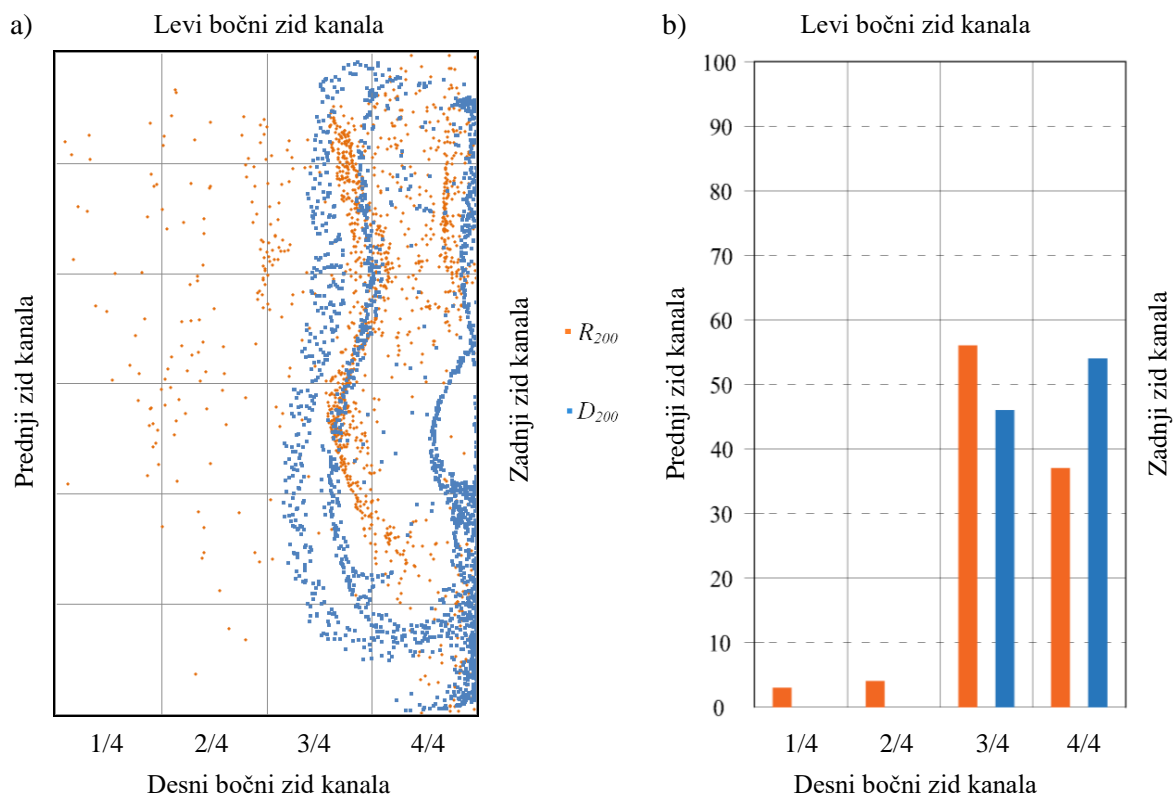 a)
Levi bočni zid kanala
Prednji zid kanala
Zadnji zid kanala
1/4 2/4 3/4 4/4
Desni bočni zid kanala
R200
D200
b)
Levi bočni zid kanala
100
90
80
70
60
50
40
30
20
10
0
Prednji zid kanala
Zadnji zid kanala
1/4 2/4 3/4 4/4
Desni bočni zid kanala